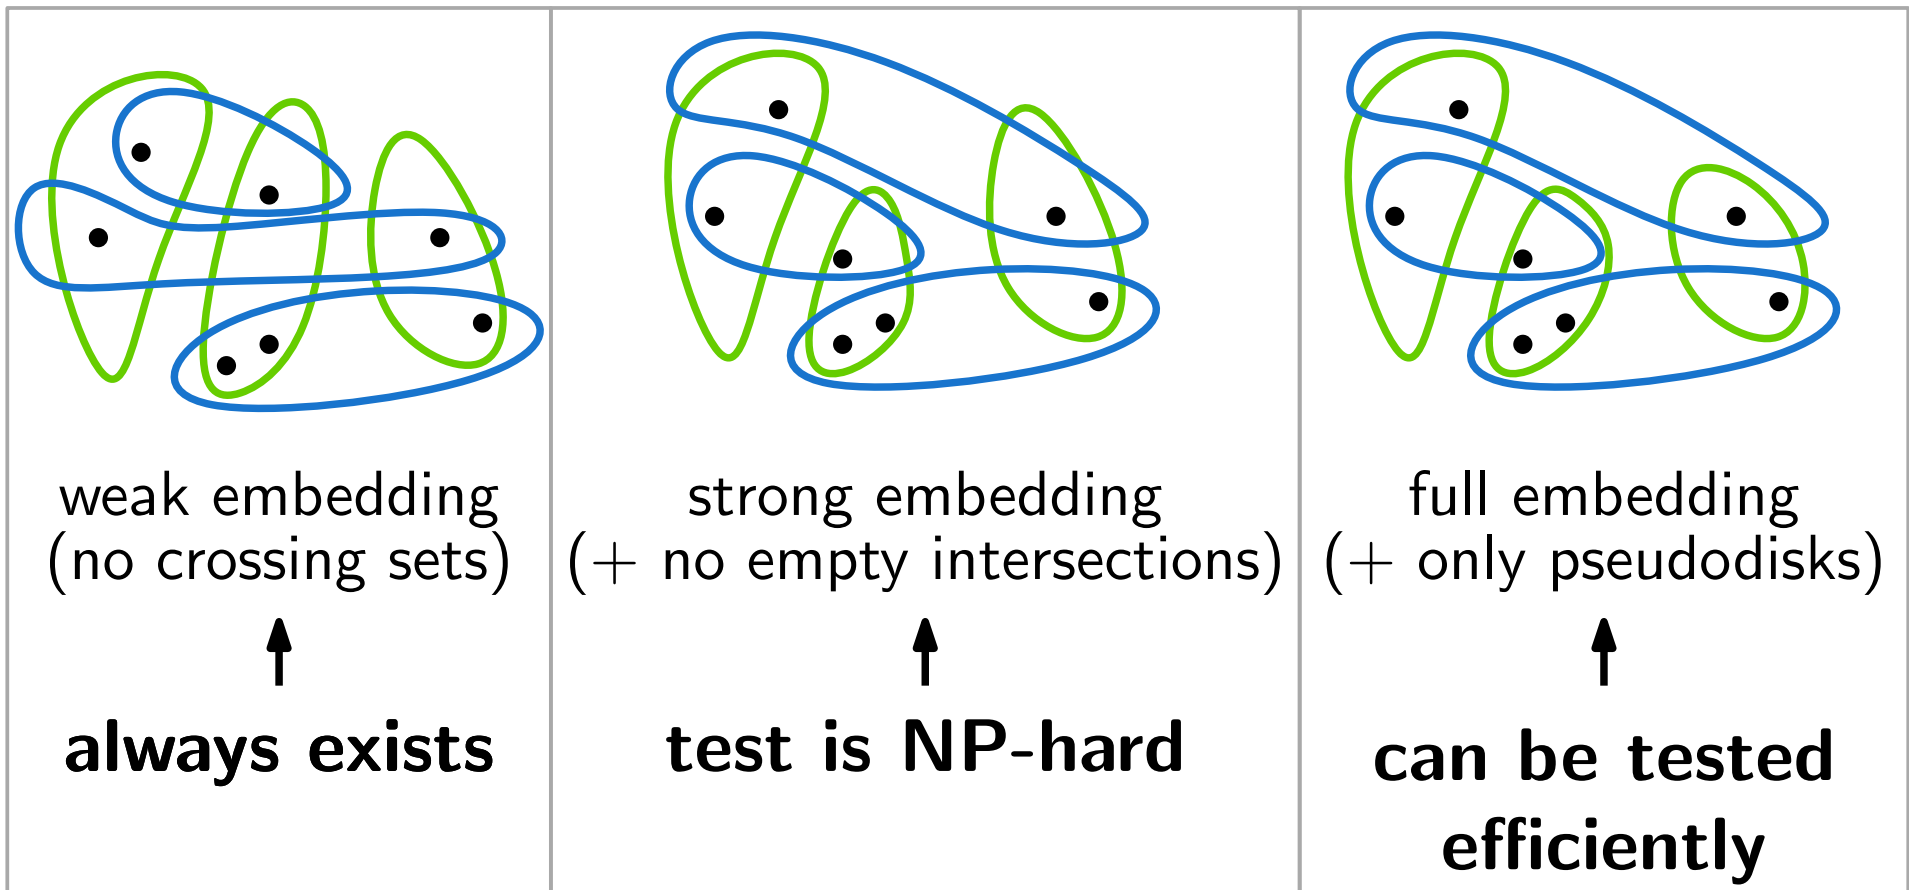 weak embedding
(no crossing sets)
always exists
strong embedding
(+ no empty intersections)
test is NP-hard
full embedding
(+ only pseudodisks)
can be tested
efficiently